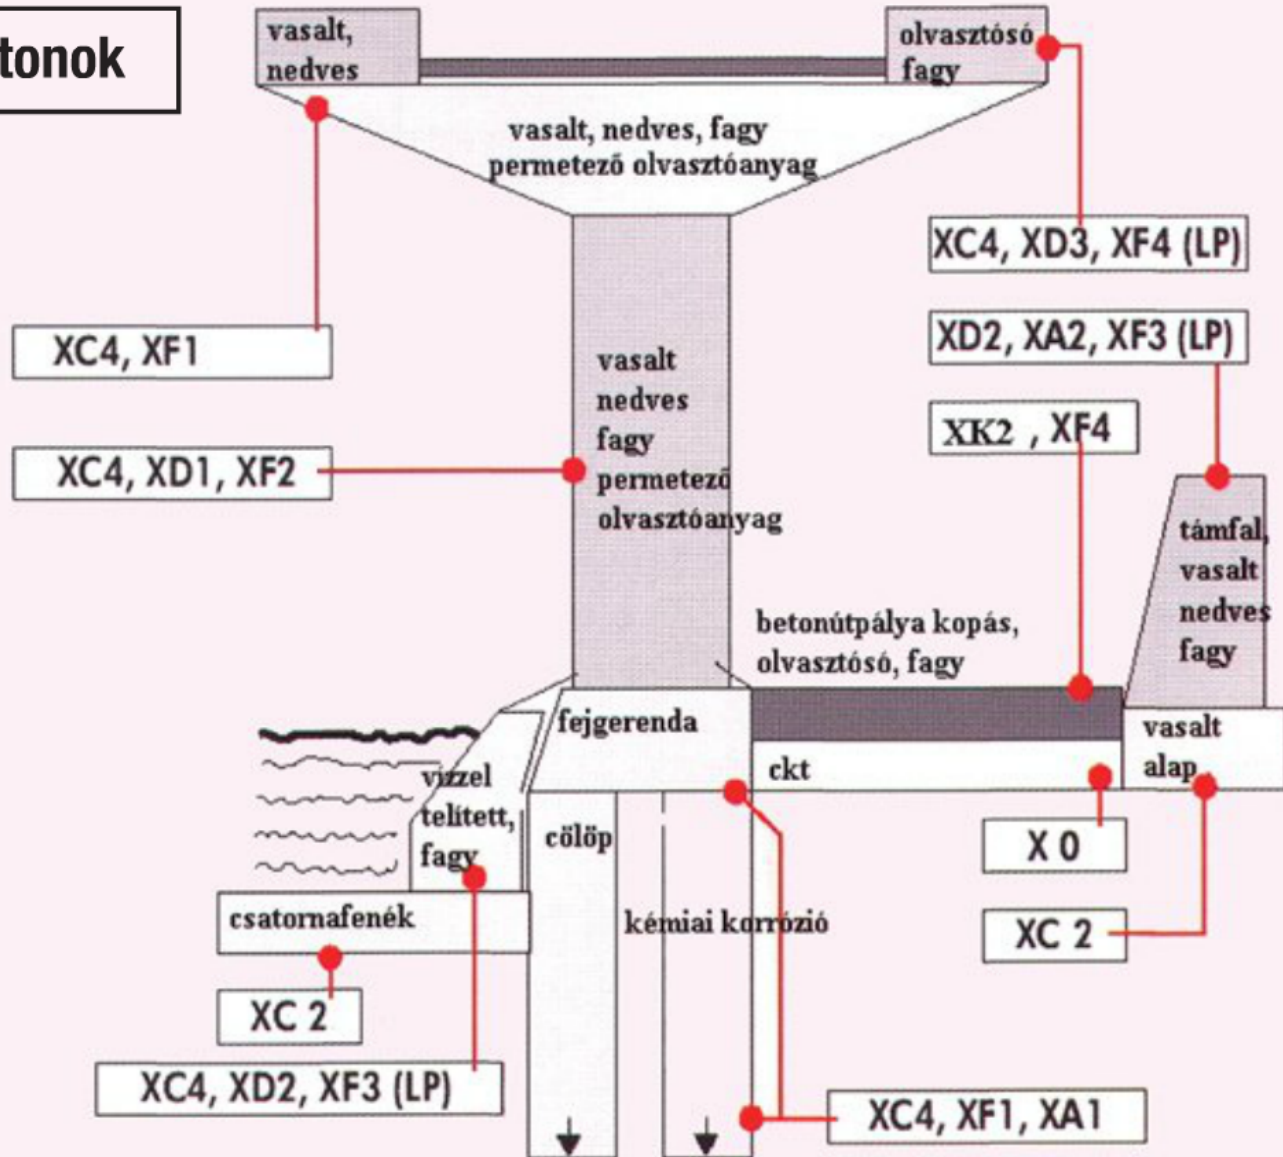 tonok
vasalt,
nedves
olvasztósó
fagy
vasalt, nedves, fagy
permetező olvasztóanyag
XC4, XD3, XF4 (LP)
XC4, XF1
XD2, XA2, XF3 (LP)
XK2 , XF4
XC4, XD1, XF2
vasalt
nedves
fagy
permetező
olvasztóanyag
támfal,
vasalt
nedves
fagy
betonútpálya kopás,
olvasztósó, fagy
fejgerenda
vasalt
alap
ckt
vízzel
telített,
fagy
cölöp
X 0
csatornafenék
kémiai korrózió
XC 2
XC 2
XC4, XD2, XF3 (LP)
XC4, XF1, XA1